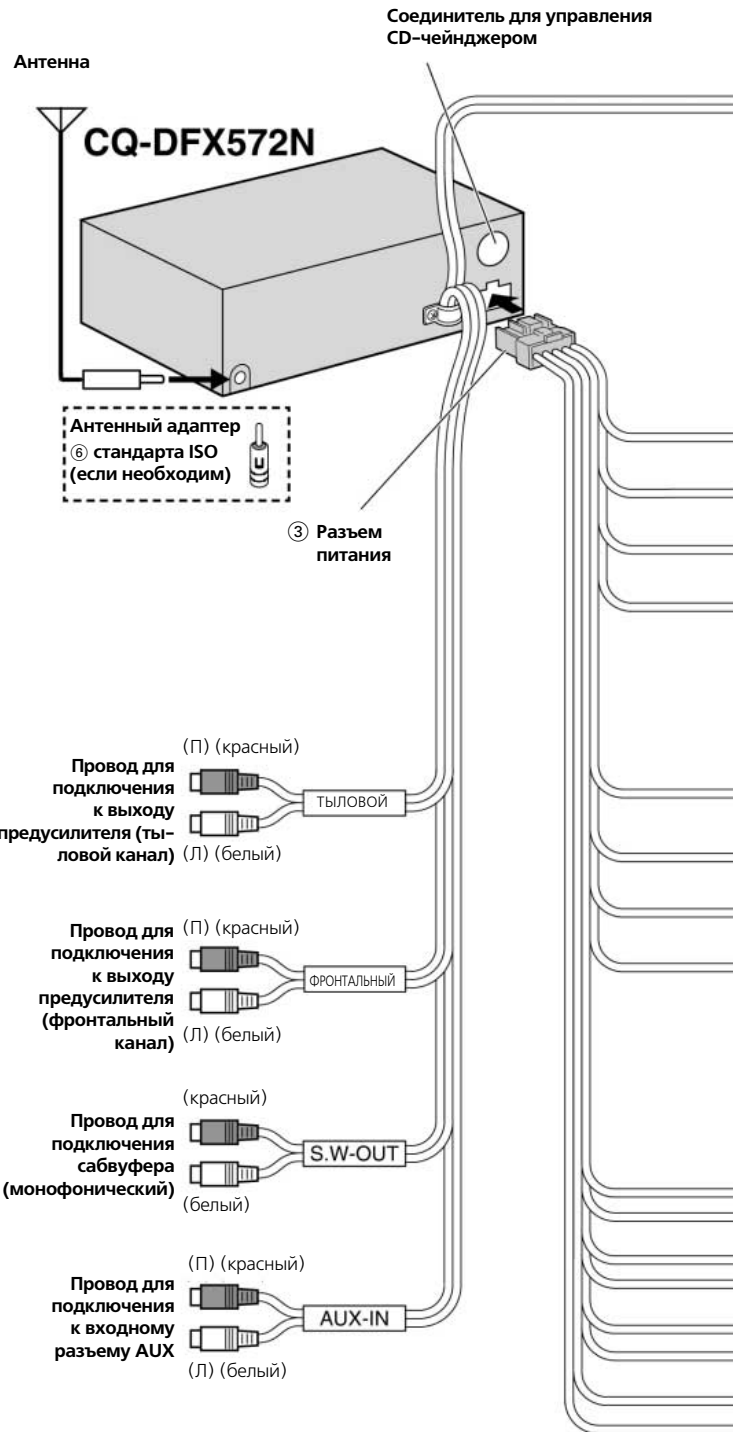 Соединитель для управления
CD-чейнджером
Антенна
CQ-DFX572N
Антенный адаптер
⑥ стандарта ISO
(если необходим)
③ Разъем
питания
(П) (красный)
Провод для
подключения
к выходу
предусилителя (ты-
ловой канал)
(Л) (белый)
ТЫЛОВОЙ
(П) (красный)
Провод для
подключения
к выходу
предусилителя
(фронтальный
канал)
(Л) (белый)
ФРОНТАЛЬНЫЙ
(красный)
Провод для
подключения
сабвуфера
(монофонический)
(белый)
S.W-OUT
(П) (красный)
Провод для
подключения
к входному
разъему AUX
(Л) (белый)
AUX-IN